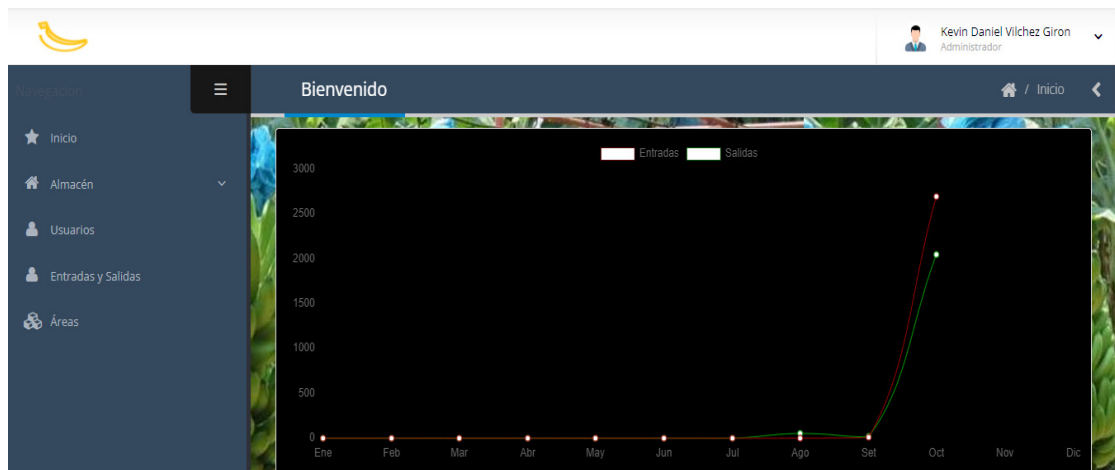 Kevin Daniel Vilchez Giron
Administrador
Navegación
Bienvenido
/ Inicio
Inicio
Almacén
Usuarios
Entradas y Salidas
Áreas
Entradas Salidas
3000
2500
2000
1500
1000
500
0
Ene Feb Mar Abr May Jun Jul Ago Set Oct Nov Dic